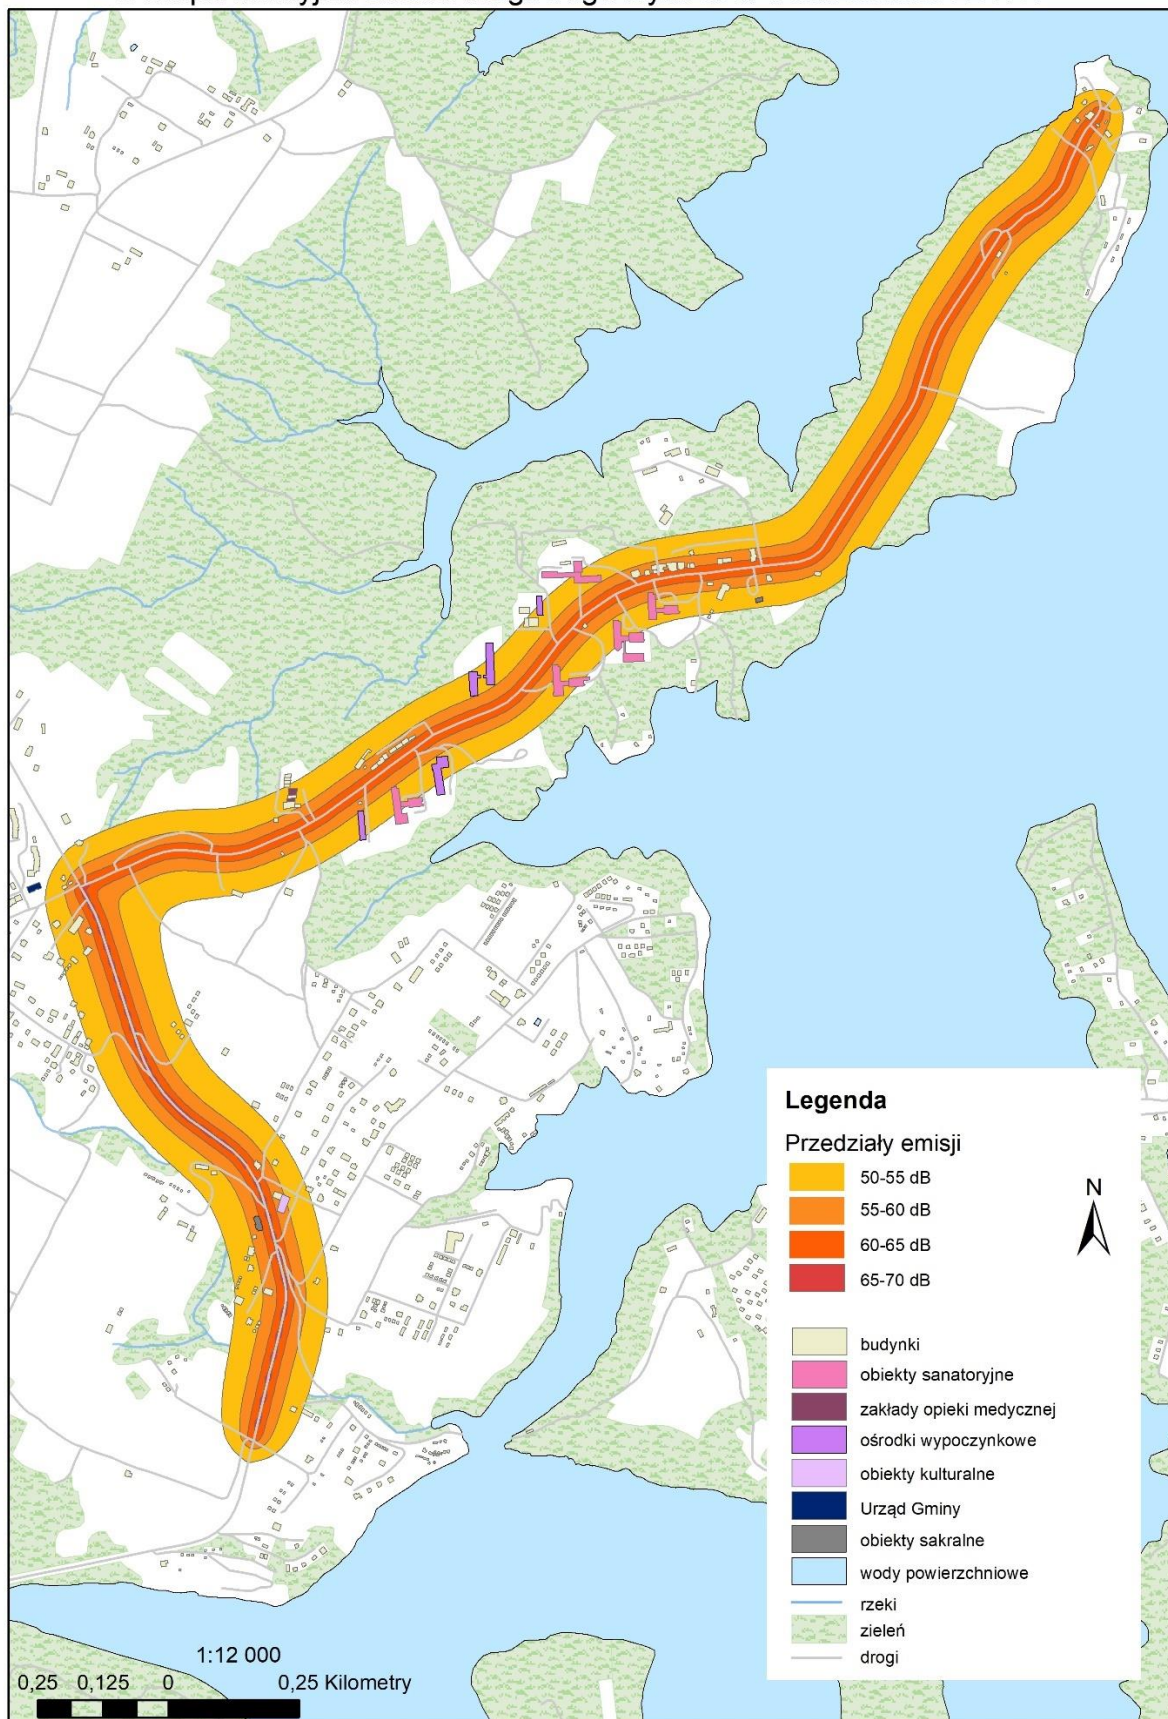 Legenda
Przedziały emisji
50-55 dB
55-60 dB
60-65 dB
65-70 dB
N
budynki
obiekty sanatoryjne
zakłady opieki medycznej
ośrodki wypoczynkowe
obiekty kulturalne
Urząd Gminy
obiekty sakralne
wody powierzchniowe
rzeki
zieleń
drogi
1:12 000
0,25 0,125 0 0,25 Kilometry